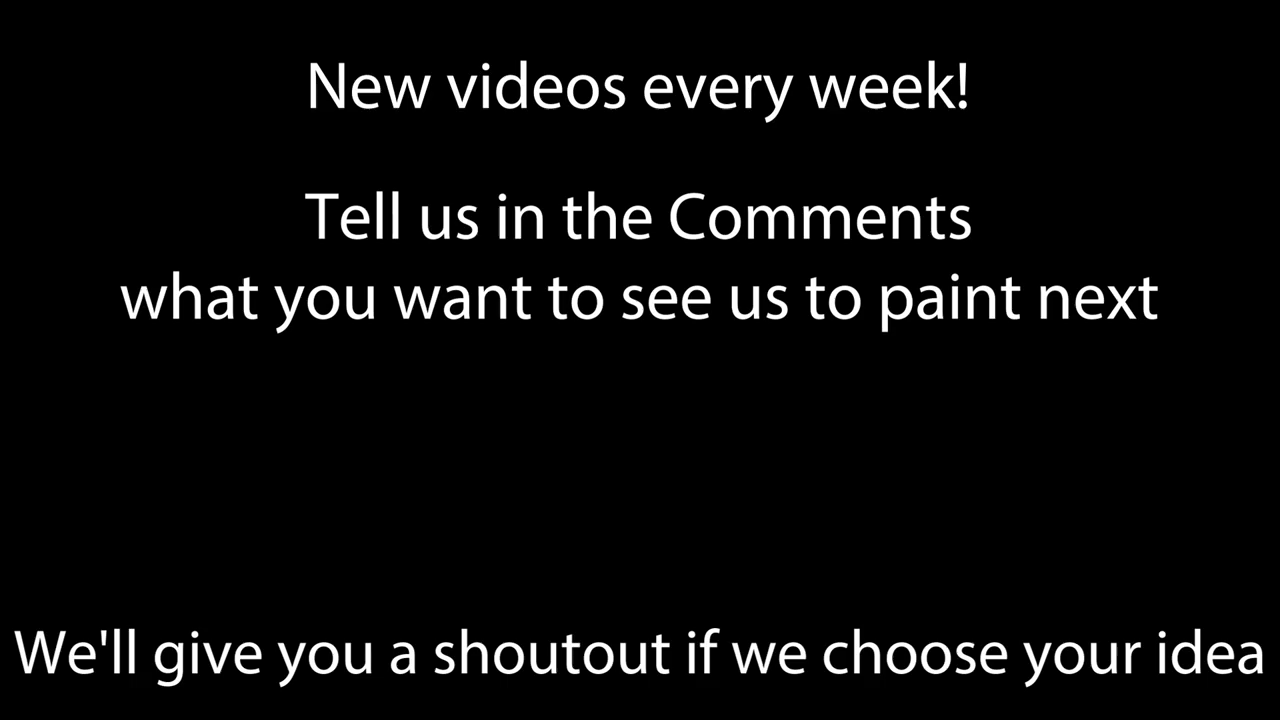 New videos every week!
Tell us in the Comments
what you want to see us to paint next
We'll give you a shoutout if we choose your idea